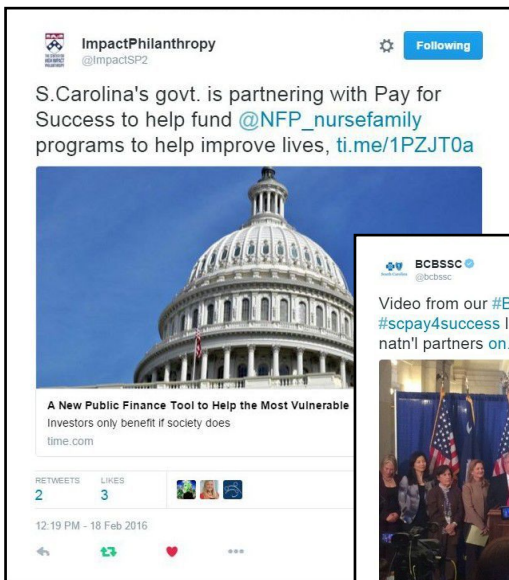 ImpactPhilanthropy
@ImpactSP2
Following
S.Carolina's govt. is partnering with Pay for
Success to help fund @NFP_nursefamily
programs to help improve lives, ti.me/1PZJT0a
A New Public Finance Tool to Help the Most Vulnerable
Investors only benefit if society does
time.com
RETWEETS LIKES
2 3
12:19 PM - 18 Feb 2016
BCBSSC
@bcbssc
Video from our
#scpay4success
natn'l partners on